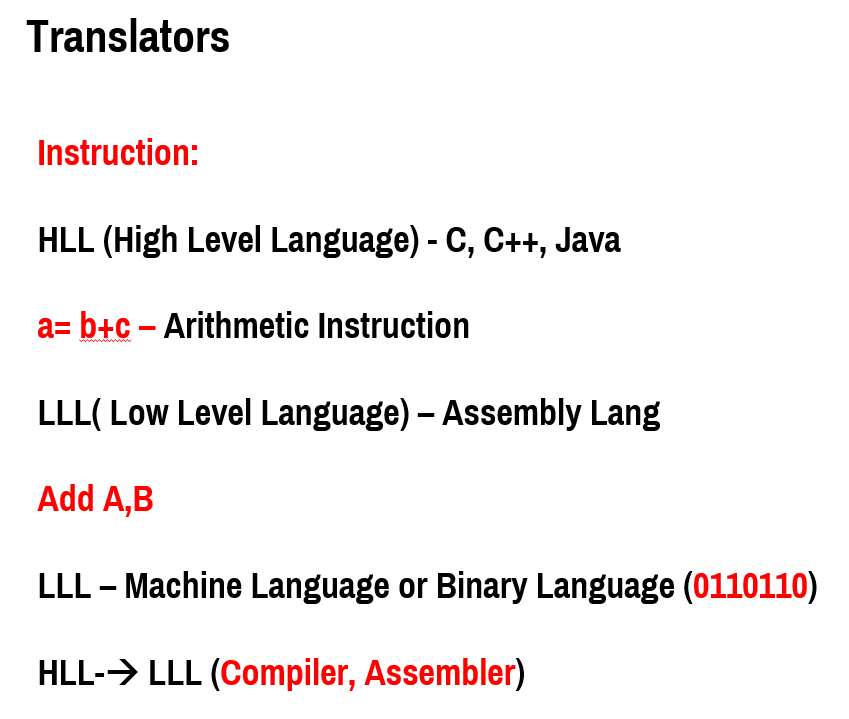 Translators
Instruction:
HLL (High Level Language) - C, C++, Java
a= b+c – Arithmetic Instruction
LLL( Low Level Language) – Assembly Lang
Add A,B
LLL – Machine Language or Binary Language (0110110)
HLL-→ LLL (Compiler, Assembler)